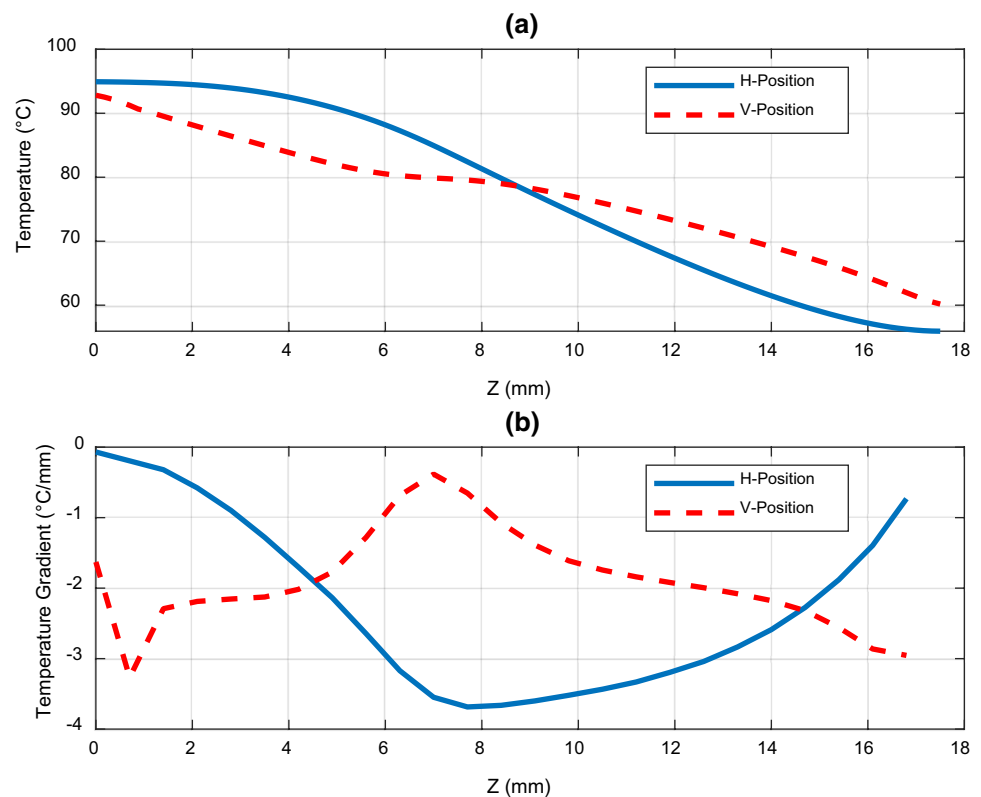 (a)
Temperature (°C)
100
90
80
70
60
H-Position
V-Position
0 2 4 6 8 10 12 14 16 18
Z (mm)
(b)
Temperature Gradient (°C/mm)
0
-1
-2
-3
-4
H-Position
V-Position
0 2 4 6 8 10 12 14 16 18
Z (mm)